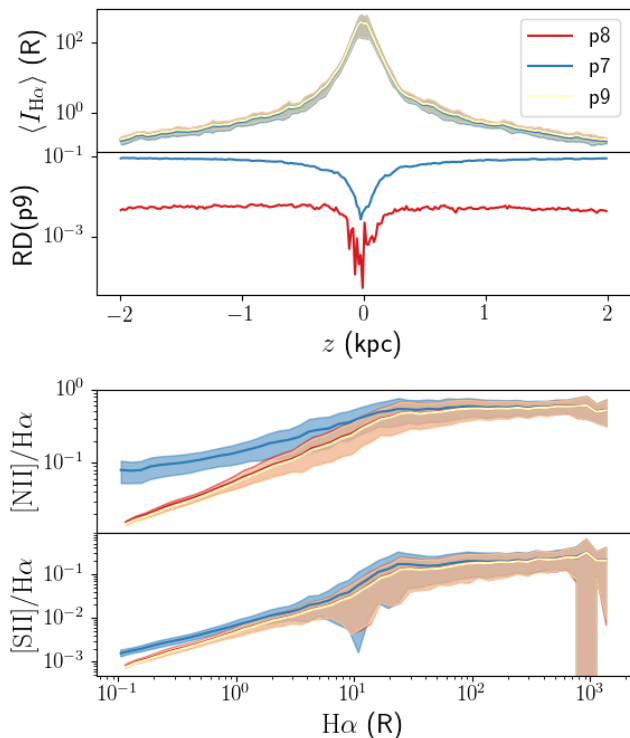 ⟨I_{Hα}⟩ (R)
10^2
10^0
p8
p7
p9
RD(p9)
10^{-1}
10^{-3}
−2
−1
0
1
2
z (kpc)
[NII]/Hα
10^0
10^{-1}
[SII]/Hα
10^{-1}
10^{-2}
10^{-3}
10^{-1}
10^0
10^1
10^2
10^3
Hα (R)